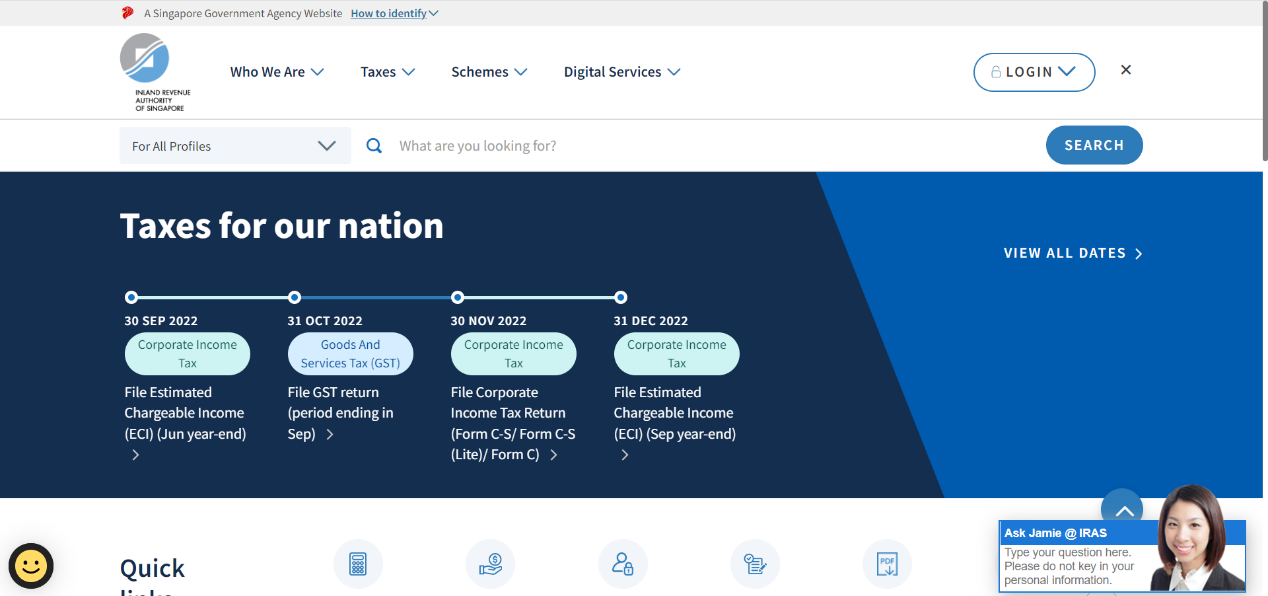 A Singapore Government Agency Website How to identify
INLAND REVENUE
AUTHORITY
OF SINGAPORE
Who We Are
Taxes
Schemes
Digital Services
LOGIN
For All Profiles
What are you looking for?
SEARCH
Taxes for our nation
VIEW ALL DATES
30 SEP 2022
Corporate Income
Tax
File Estimated
Chargeable Income
(ECI) (Jun year-end)
31 OCT 2022
Goods And
Services Tax (GST)
File GST return
(period ending in
Sep)
30 NOV 2022
Corporate Income
Tax
File Corporate
Income Tax Return
(Form C-S/ Form C-S
(Lite)/ Form C)
31 DEC 2022
Corporate Income
Tax
File Estimated
Chargeable Income
(ECI) (Sep year-end)
Quick
links
PDF
Ask Jamie @ IRAS
Type your question here.
Please do not key in your
personal information.